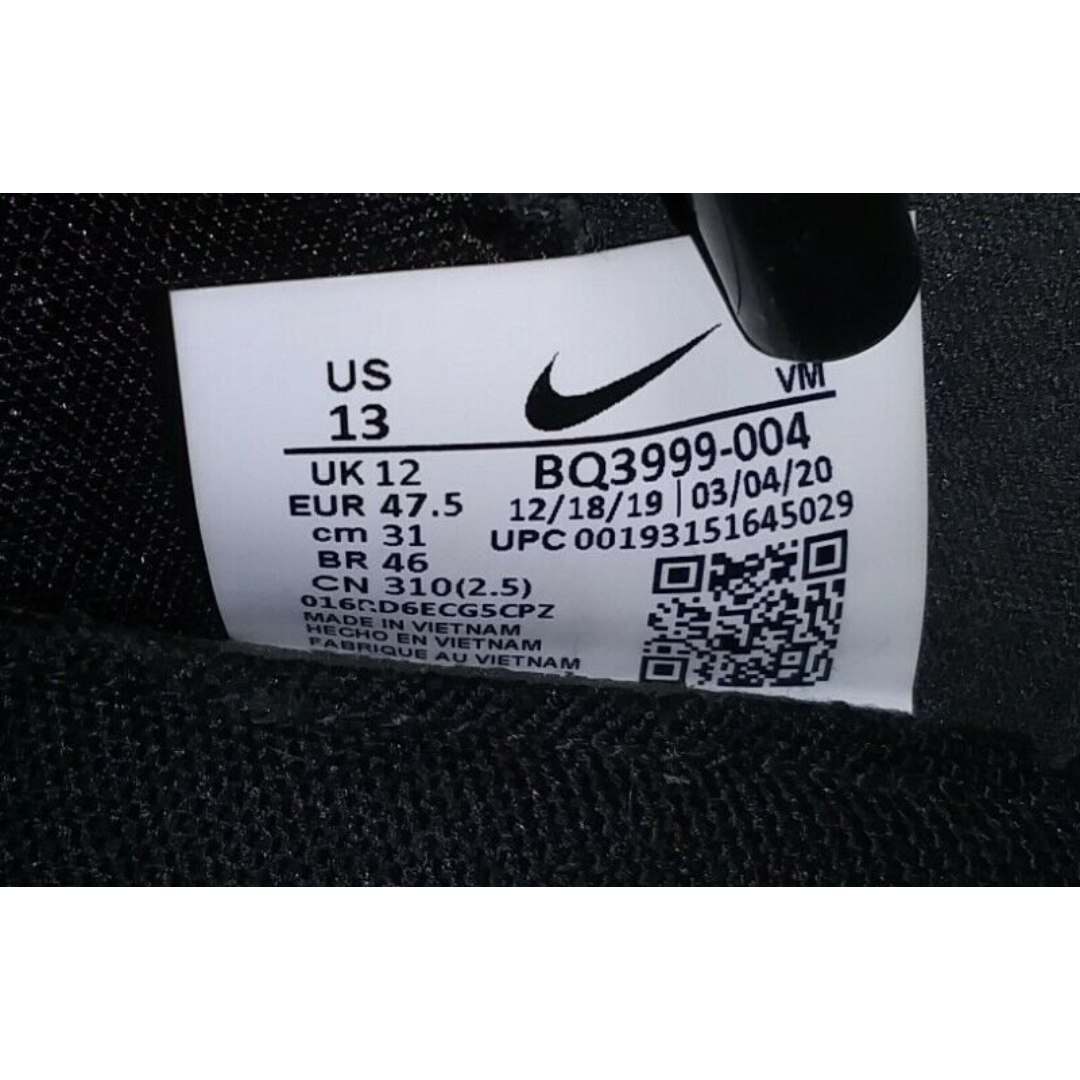 US
13
VM
UK 12
EUR 47.5
cm 31
BR 46
CN 310(2.5)
MADE IN VIETNAM
HECHO EN VIETNAM
FABRIQUE AU VIETNAM
BQ3999-004
12/18/19 | 03/04/20
UPC 00193151645029